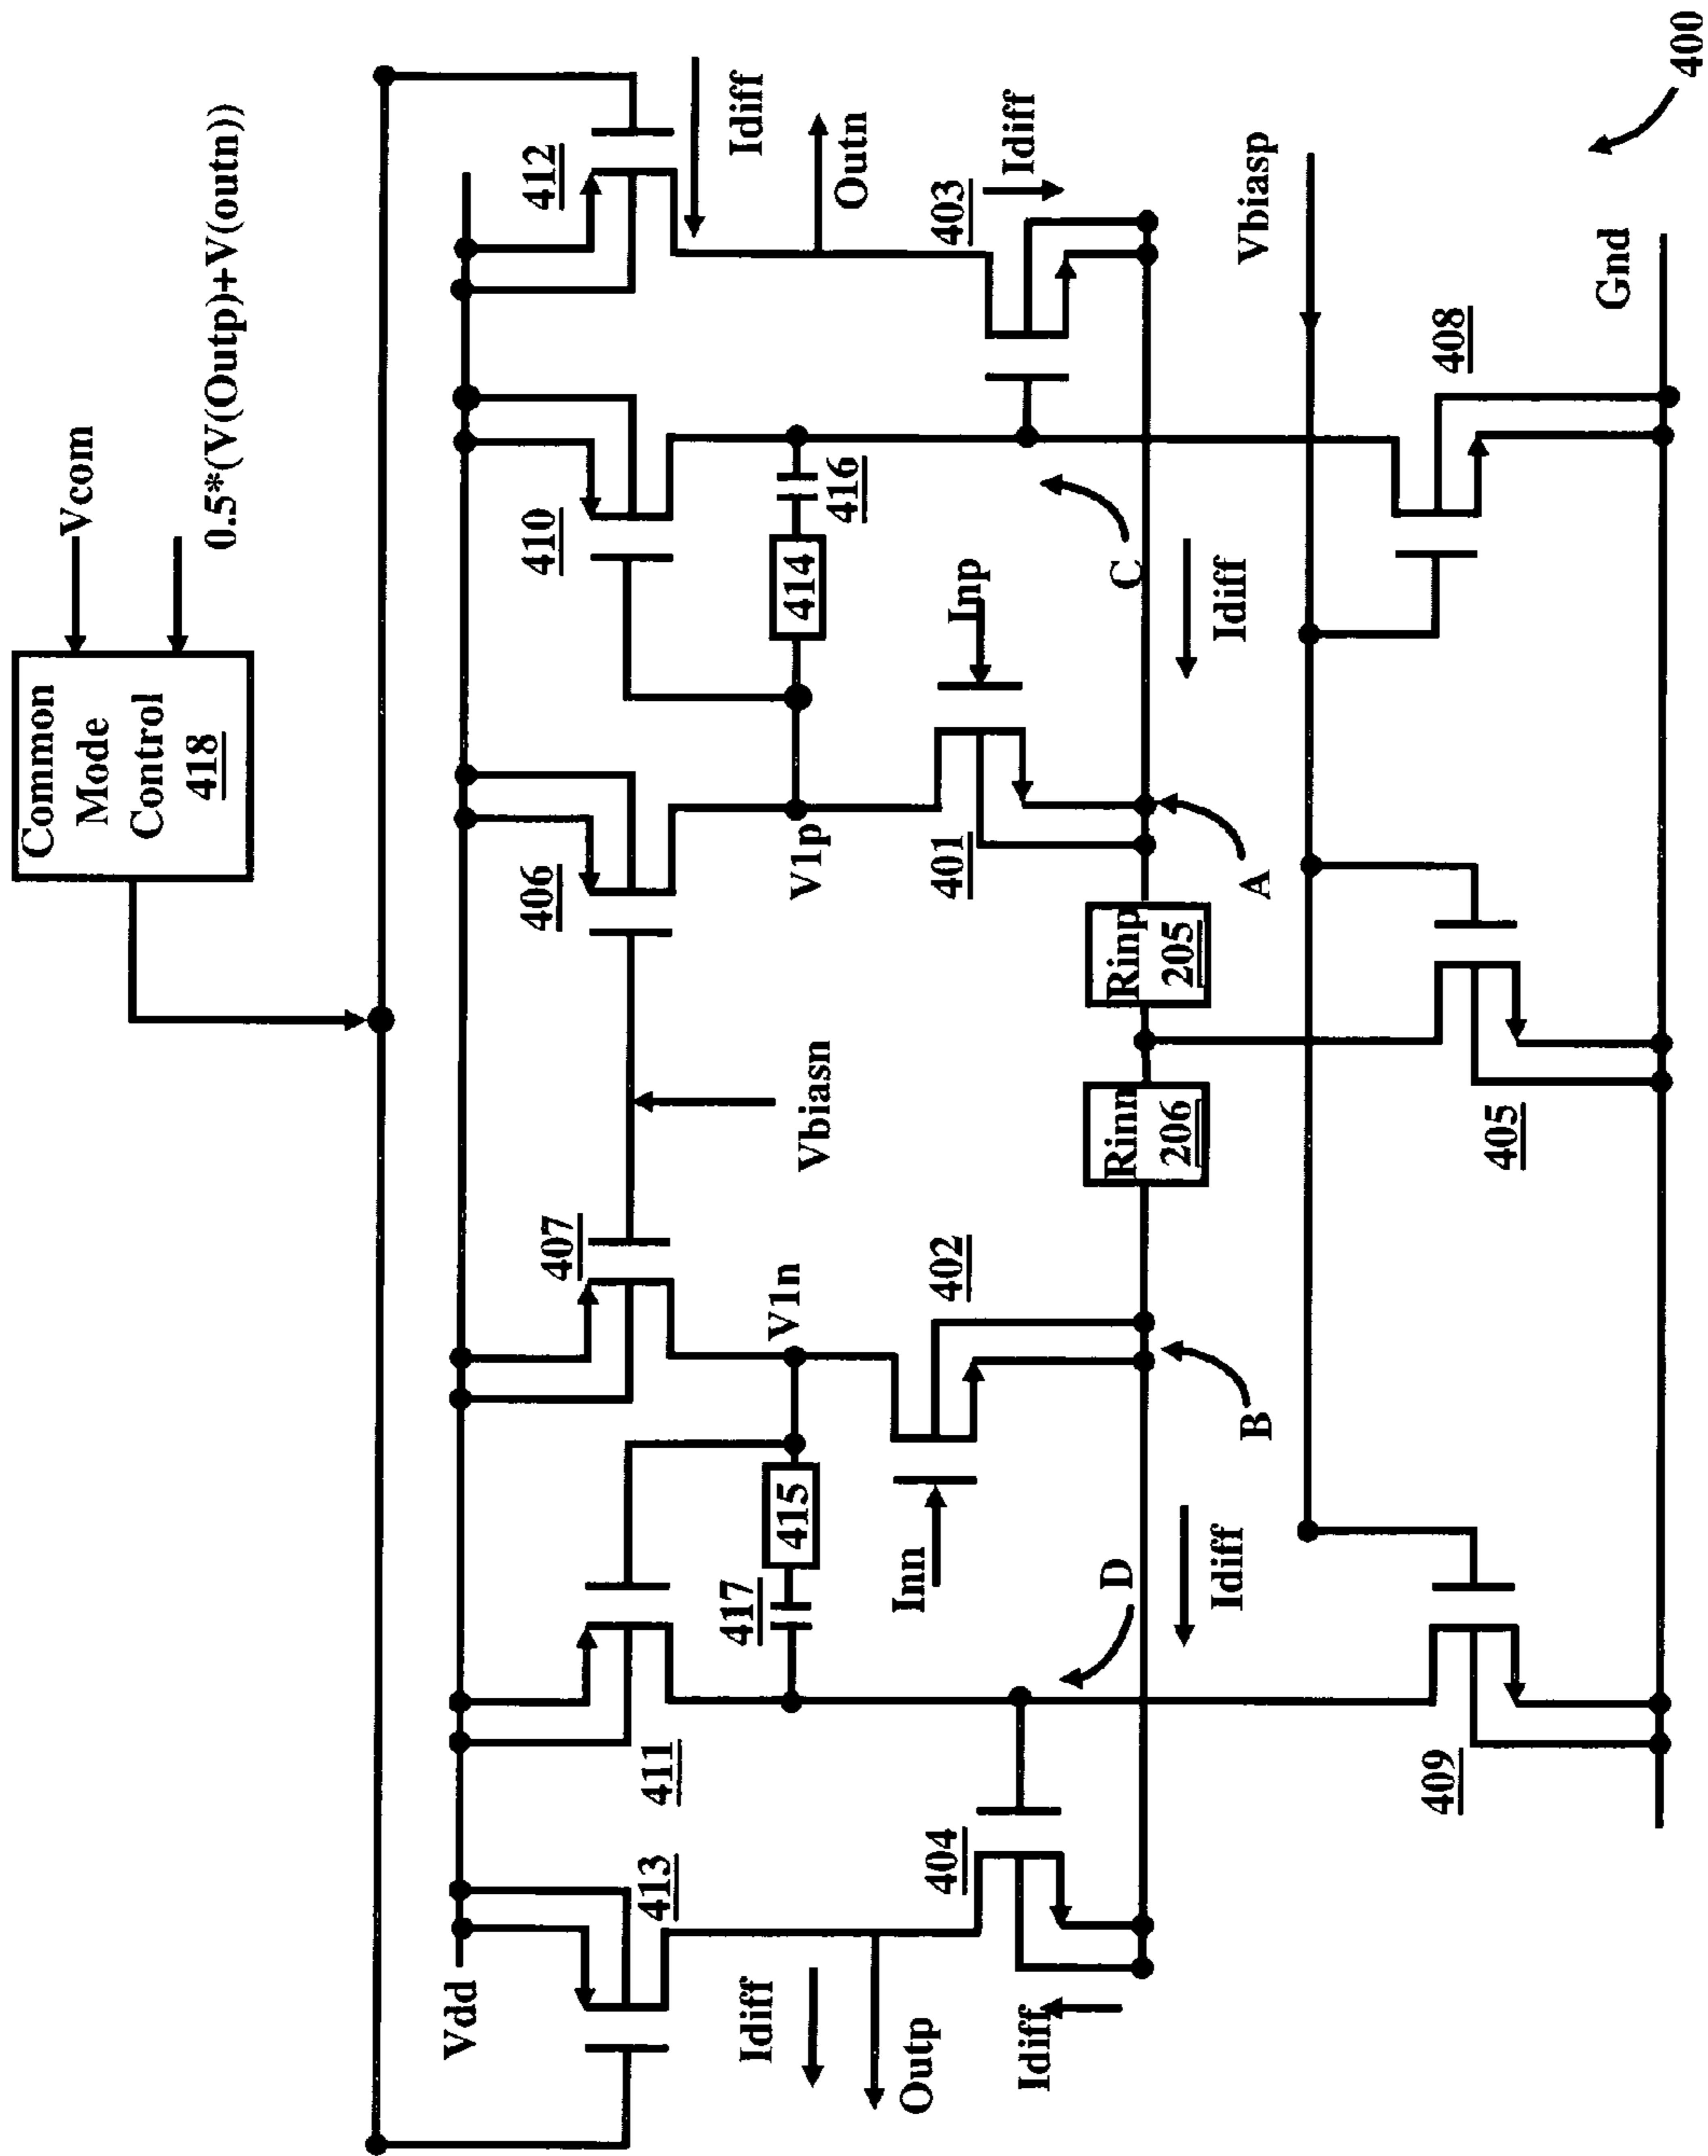 Common
Mode
Control
418
Vcom
0.5*(V(Outp)+V(outn))
Vdd
413
411
407
406
410
412
Idiff
Vbiasn
V1n
V1p
417
415
414
416
Idiff
Outp
Outn
404
Inn
402
401
Inp
403
Idiff
Idiff
D
C
Rinn
206
Rinp
205
Idiff
Idiff
B
A
Vbiasp
409
405
408
Gnd
400